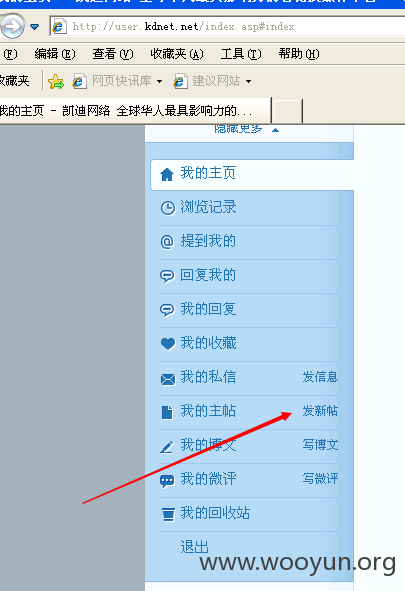 http://user.kdnet.net/index.asp#index
(F) 编辑(E) 查看(V) 收藏夹(A) 工具(T) 帮助(H)
藏夹 网页快讯库 建议网站
我的主页 - 凯迪网络 全球华人最具影响力的...
隐藏更多
我的主页
浏览记录
提到我的
回复我的
我的回复
我的收藏
我的私信 发信息
我的主帖 发新帖
我的博文 写博文
我的微评 写微评
我的回收站
退出
www.wooyun.org